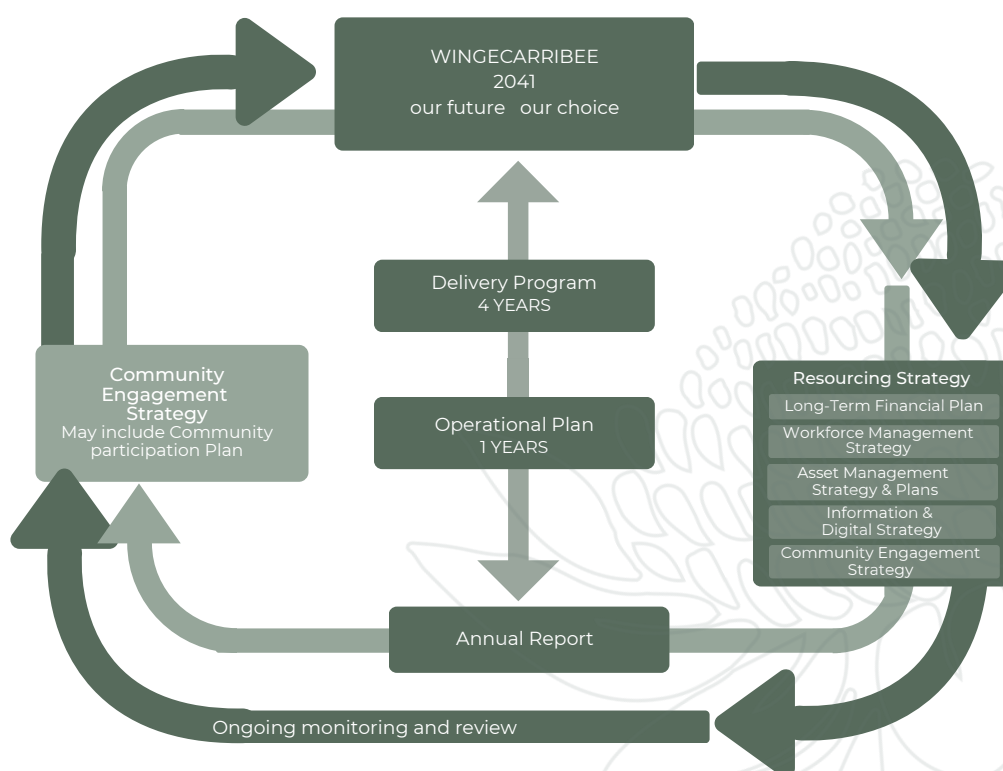 WINGECARRIBEE
2041
our future our choice
Delivery Program
4 YEARS
Community
Engagement
Strategy
May include Community
participation Plan
Operational Plan
1 YEARS
Resourcing Strategy
Long-Term Financial Plan
Workforce Management
Strategy
Asset Management
Strategy & Plans
Information &
Digital Strategy
Community Engagement
Strategy
Annual Report
Ongoing monitoring and review